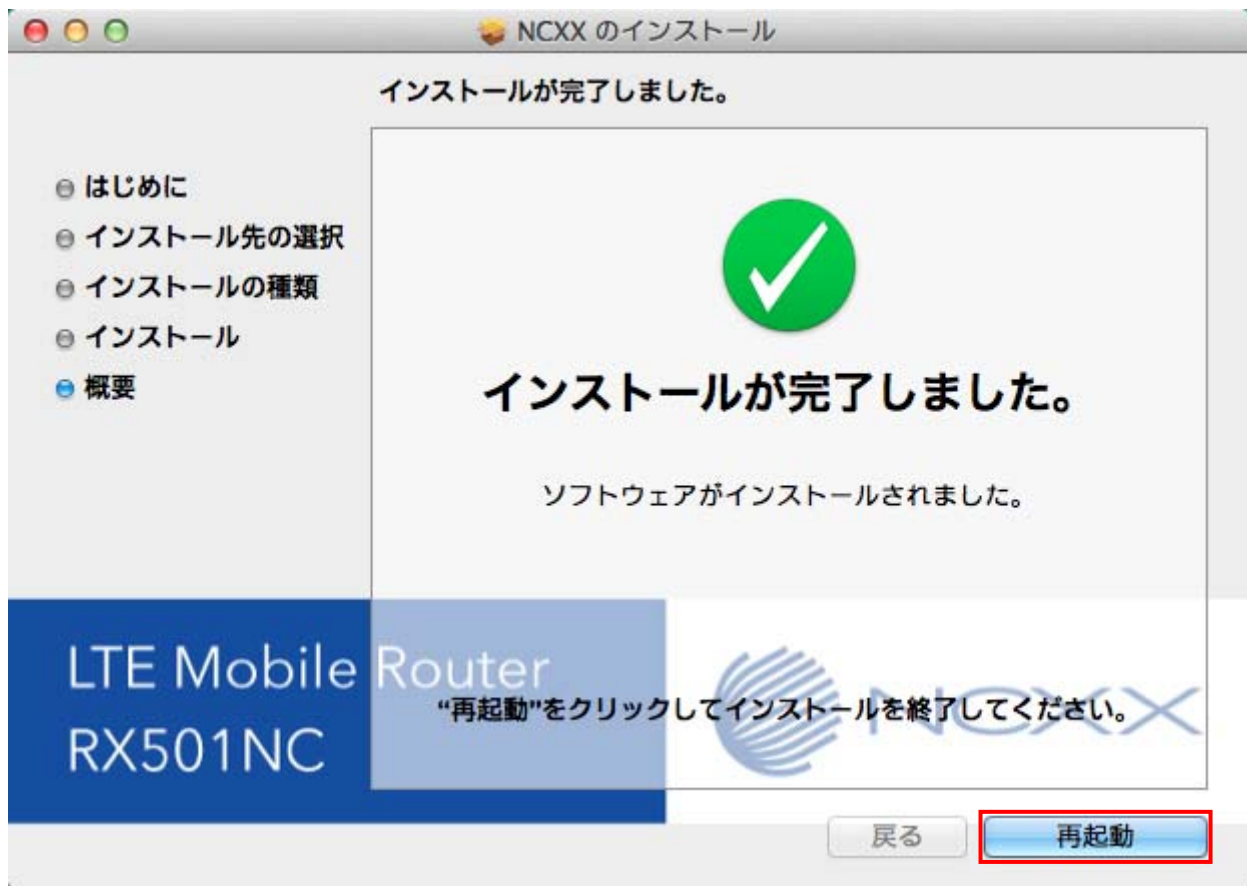 NCXX のインストール
インストールが完了しました。
はじめに
インストール先の選択
インストールの種類
インストール
概要
インストールが完了しました。
ソフトウェアがインストールされました。
LTE Mobile Router
RX501NC
NCXX
“再起動”をクリックしてインストールを終了してください。
戻る
再起動